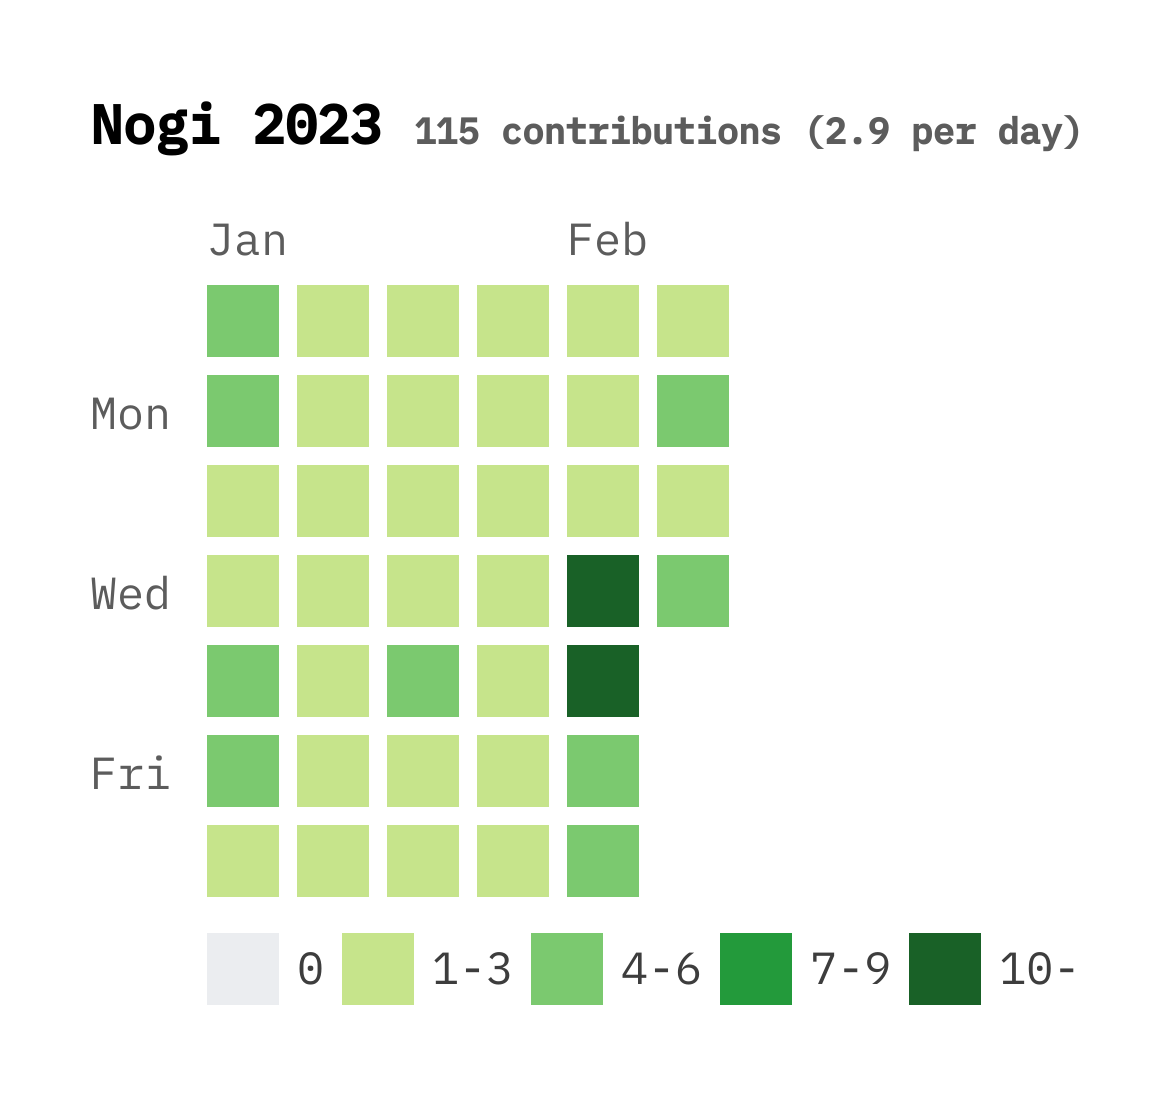 Nogi 2023 115 contributions (2.9 per day)
Jan Feb
Mon
Wed
Fri
0 1-3 4-6 7-9 10-